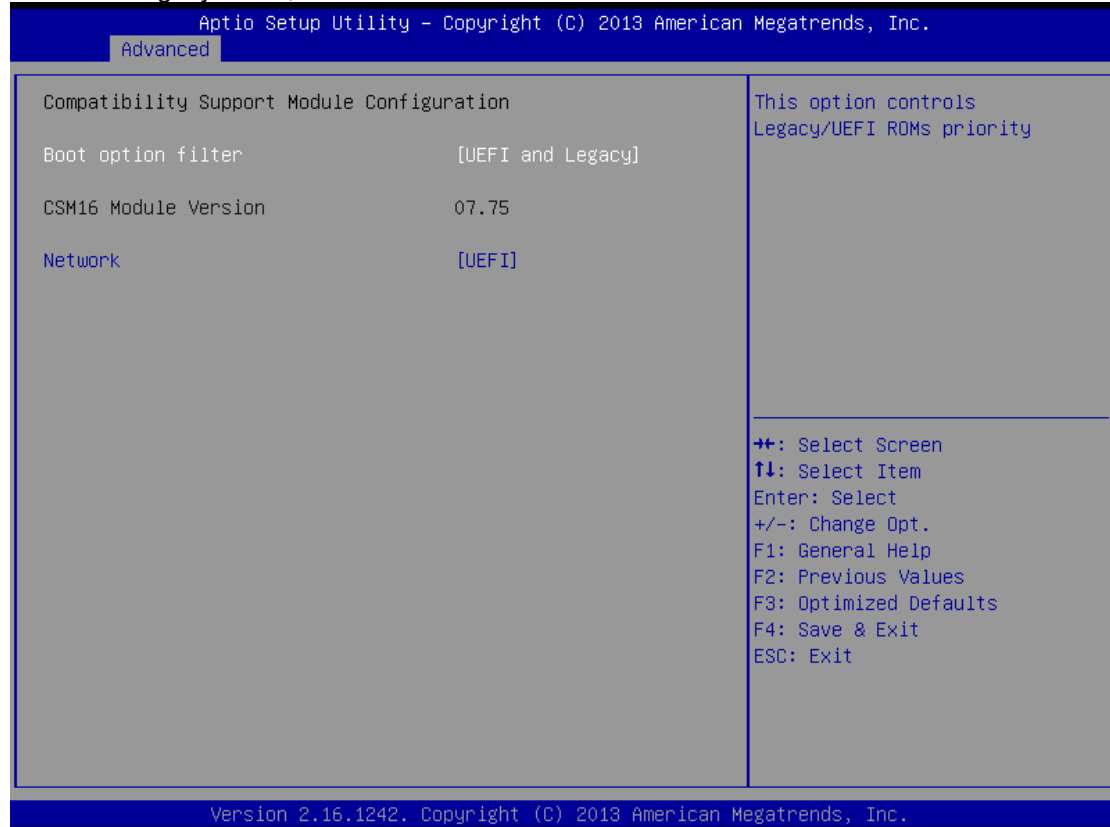 Aptio Setup Utility – Copyright (C) 2013 American Megatrends, Inc.
Advanced
Compatibility Support Module Configuration
Boot option filter [UEFI and Legacy]
CSM16 Module Version 07.75
Network [UEFI]
This option controls
Legacy/UEFI ROMs priority
→←: Select Screen
↑↓: Select Item
Enter: Select
+/-: Change Opt.
F1: General Help
F2: Previous Values
F3: Optimized Defaults
F4: Save & Exit
ESC: Exit
Version 2.16.1242. Copyright (C) 2013 American Megatrends, Inc.